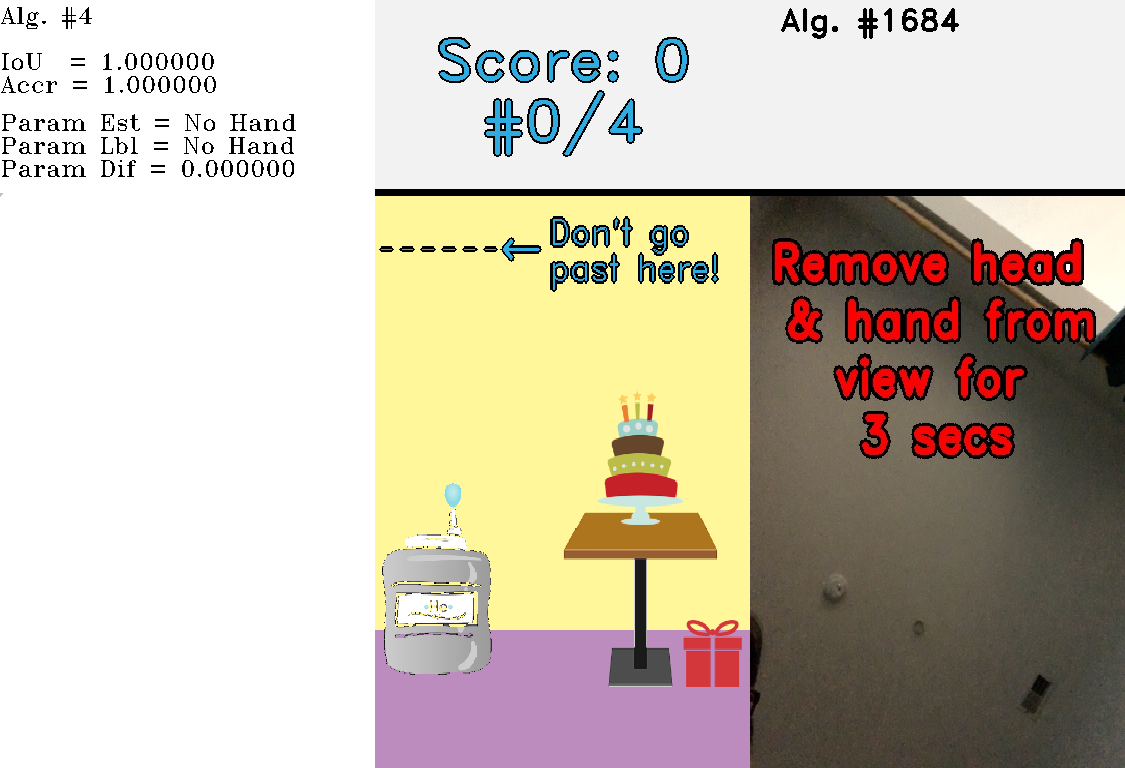 Alg. #4
IoU = 1.000000
Accr = 1.000000
Param Est = No Hand
Param Lbl = No Hand
Param Dif = 0.000000
Score: 0
#0/4
Alg. #1684
Don't go
past here!
Remove head
& hand from
view for
3 secs